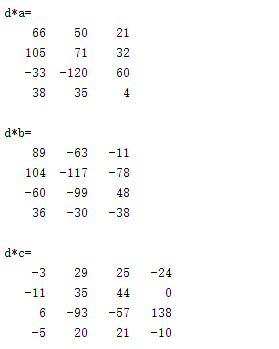 d*a=
66 50 21
105 71 32
-33 -120 60
38 35 4
d*b=
89 -63 -11
104 -117 -78
-60 -99 48
36 -30 -38
d*c=
-3 29 25 -24
-11 35 44 0
6 -93 -57 138
-5 20 21 -10